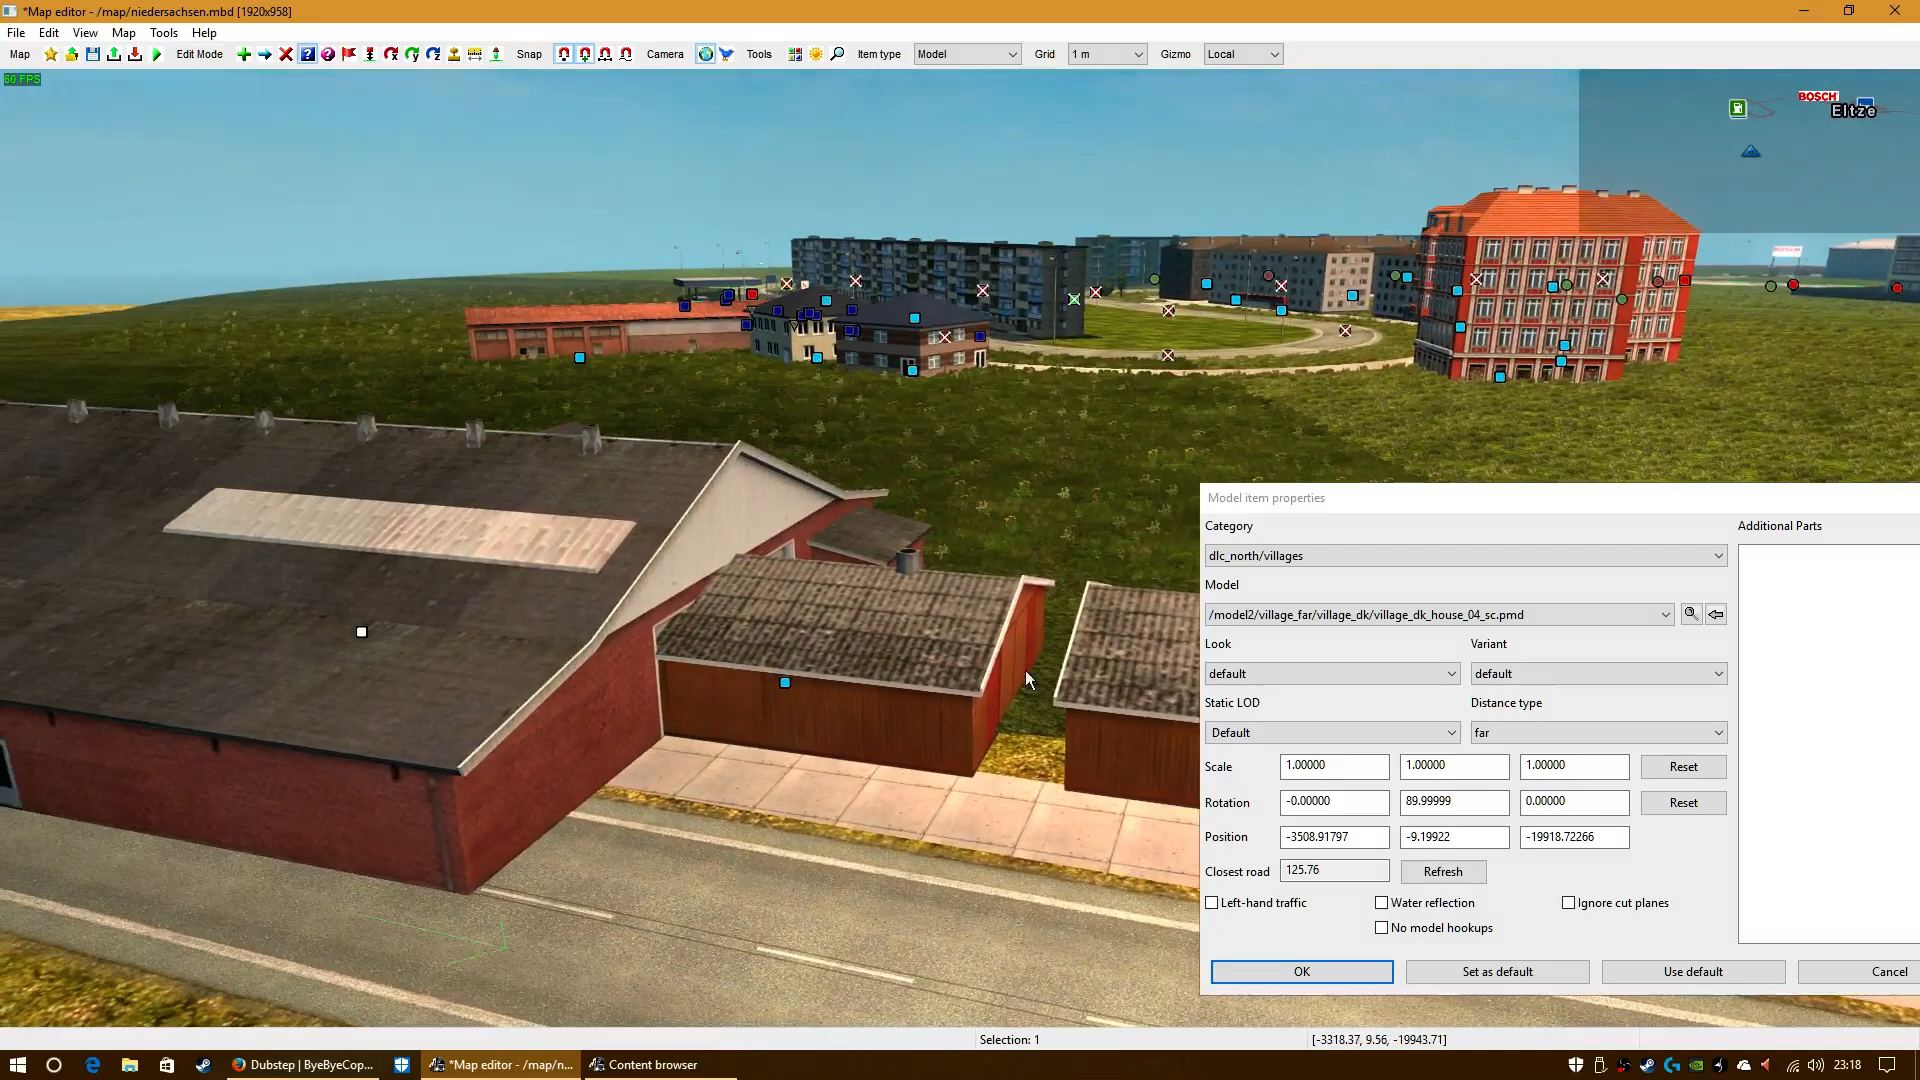 *Map editor - /map/niedersachsen.mbd [1920x958]
File Edit View Map Tools Help
Map Edit Mode Snap Camera Tools Item type Model Grid 1 m Gizmo Local
60 FPS
BOSCH
Eltze
Model item properties
Category Additional Parts
dlc_north/villages
Model
/model2/village_far/village_dk/village_dk_house_04_sc.pmd
Look Variant
default default
Static LOD Distance type
Default far
Scale 1.00000 1.00000 1.00000 Reset
Rotation -0.00000 89.99999 0.00000 Reset
Position -3508.91797 -9.19922 -19918.72266
Closest road 125.76 Refresh
Left-hand traffic Water reflection Ignore cut planes
No model hookups
OK Set as default Use default Cancel
Selection: 1 [-3318.37, 9.56, -19943.71]
Dubstep | ByeByeCop... *Map editor - /map/n... Content browser 23:18